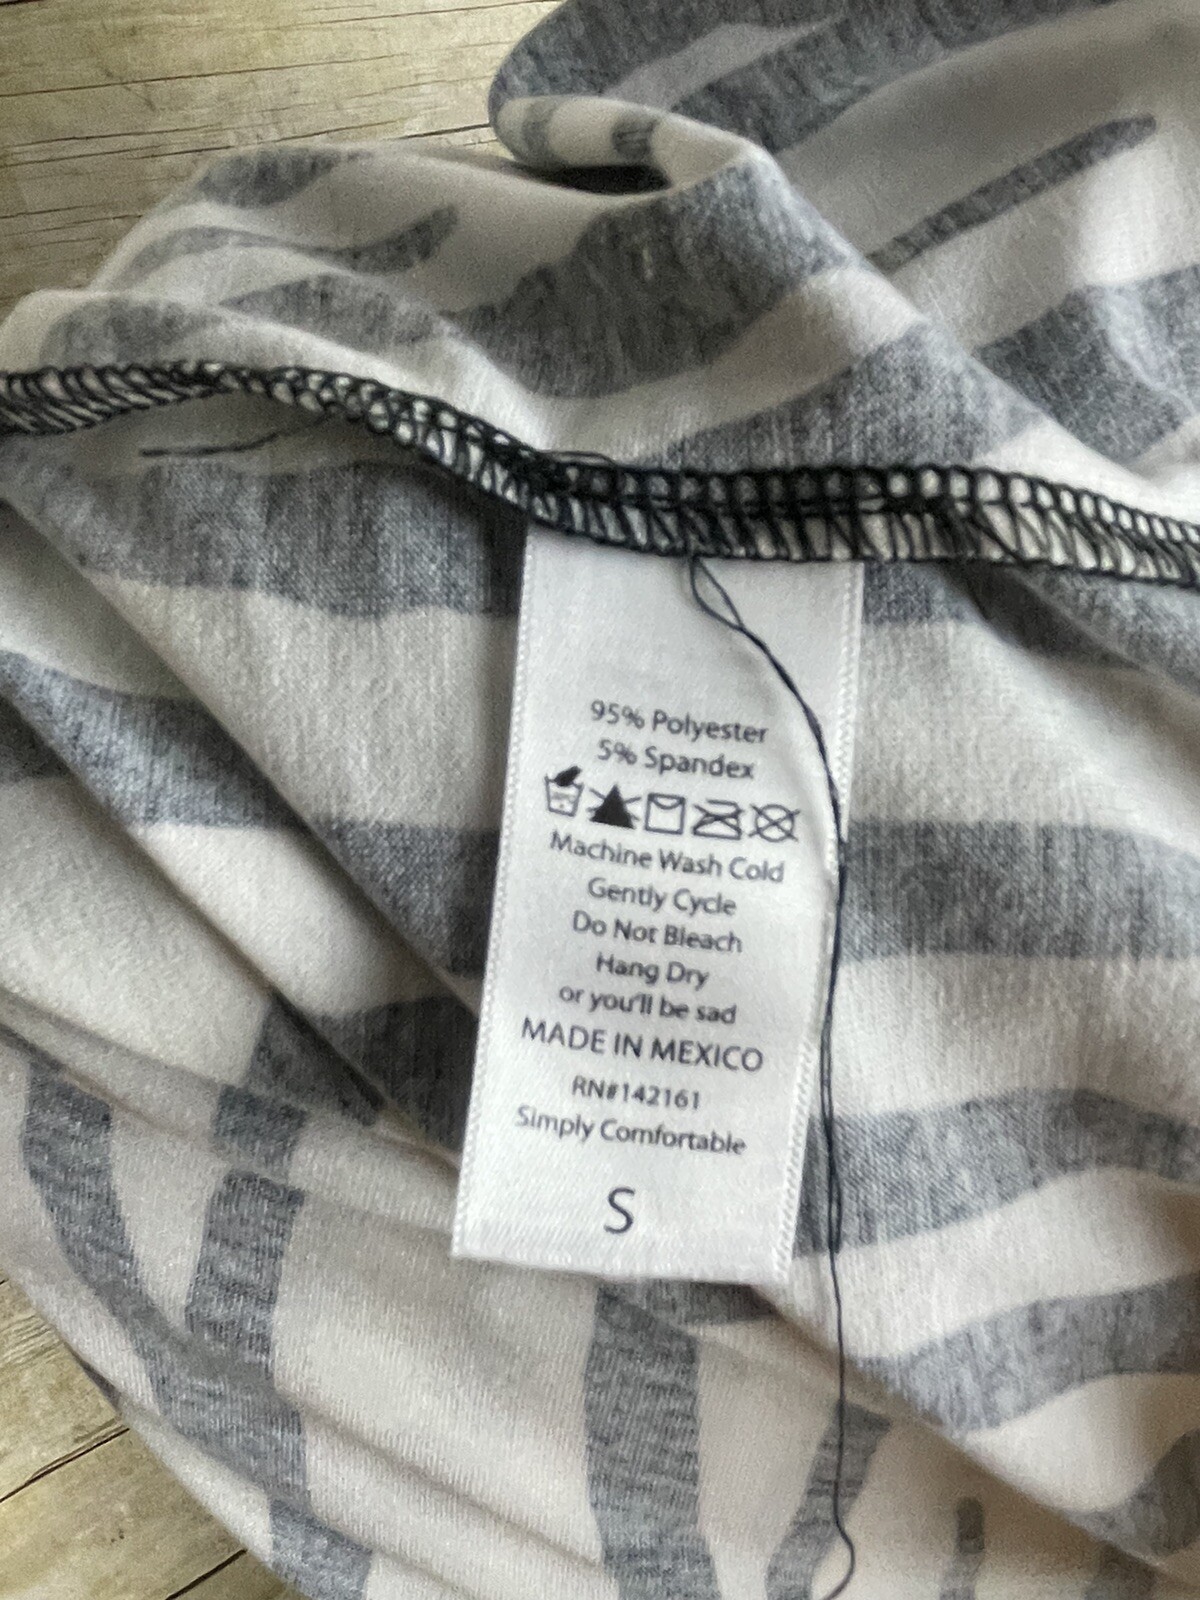 95% Polyester
5% Spandex
Machine Wash Cold
Gently Cycle
Do Not Bleach
Hang Dry
or you'll be sad
MADE IN MEXICO
RN#142161
Simply Comfortable
S